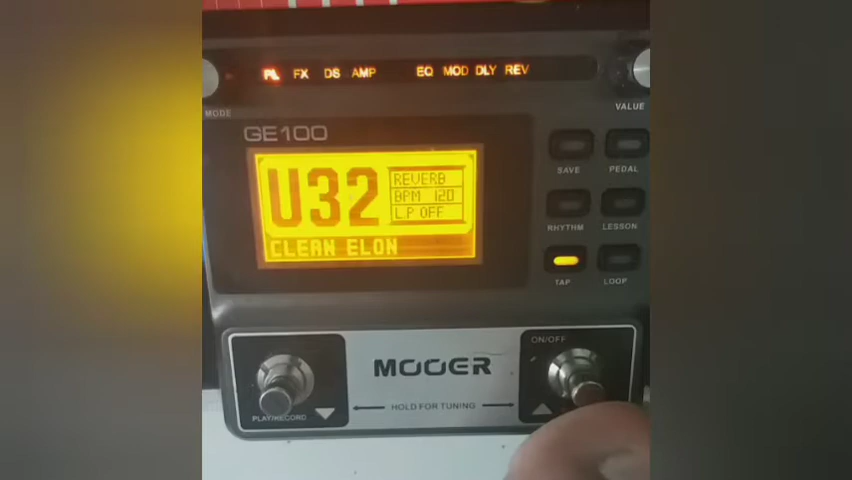 PL FX DS AMP EQ MOD DLY REV
MODE
VALUE
GE100
U32
REVERB
BPM 120
L.P OFF
CLEAN ELON
SAVE
PEDAL
RHYTHM
LESSON
TAP
LOOP
ON/OFF
MOOER
PLAY/RECORD
HOLD FOR TUNING